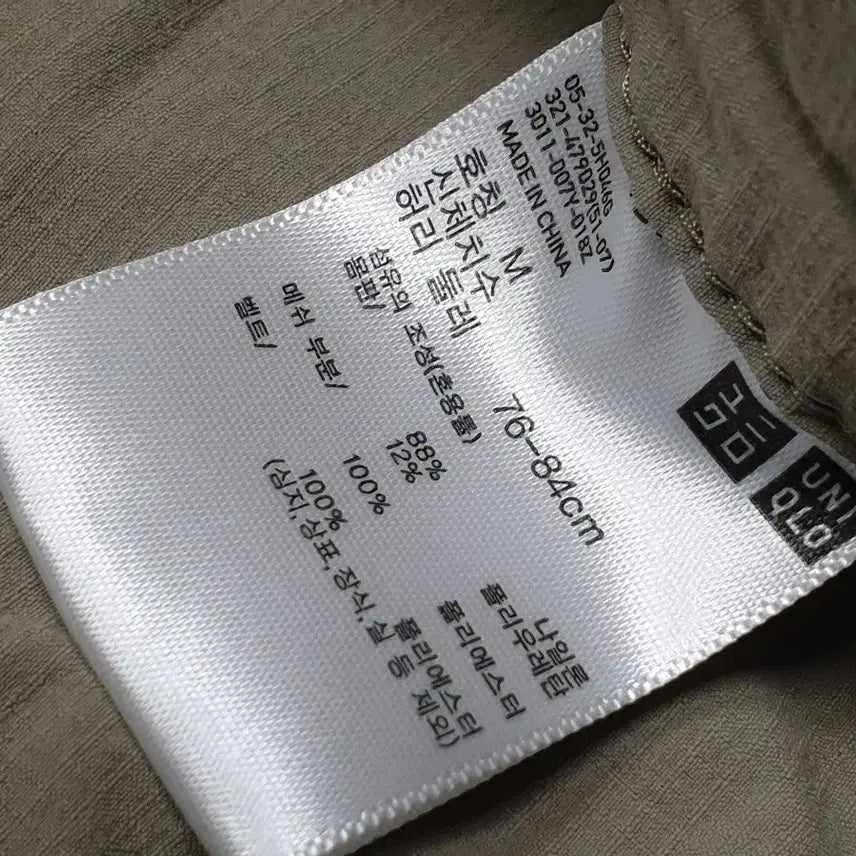 ユニ
クロ
UNI
QLO
05-32-5H046G
321-479029(51-07)
3011-007Y-018Z
MADE IN CHINA
호칭 M
신체치수
허리 둘레 76-84cm
섬유의 조성(혼용률)
몸판/ 88% 나일론
12% 폴리우레탄
메쉬 부분/ 100% 폴리에스터
벨트/ 100% 폴리에스터
(심지,상표,장식,실 등 제외)